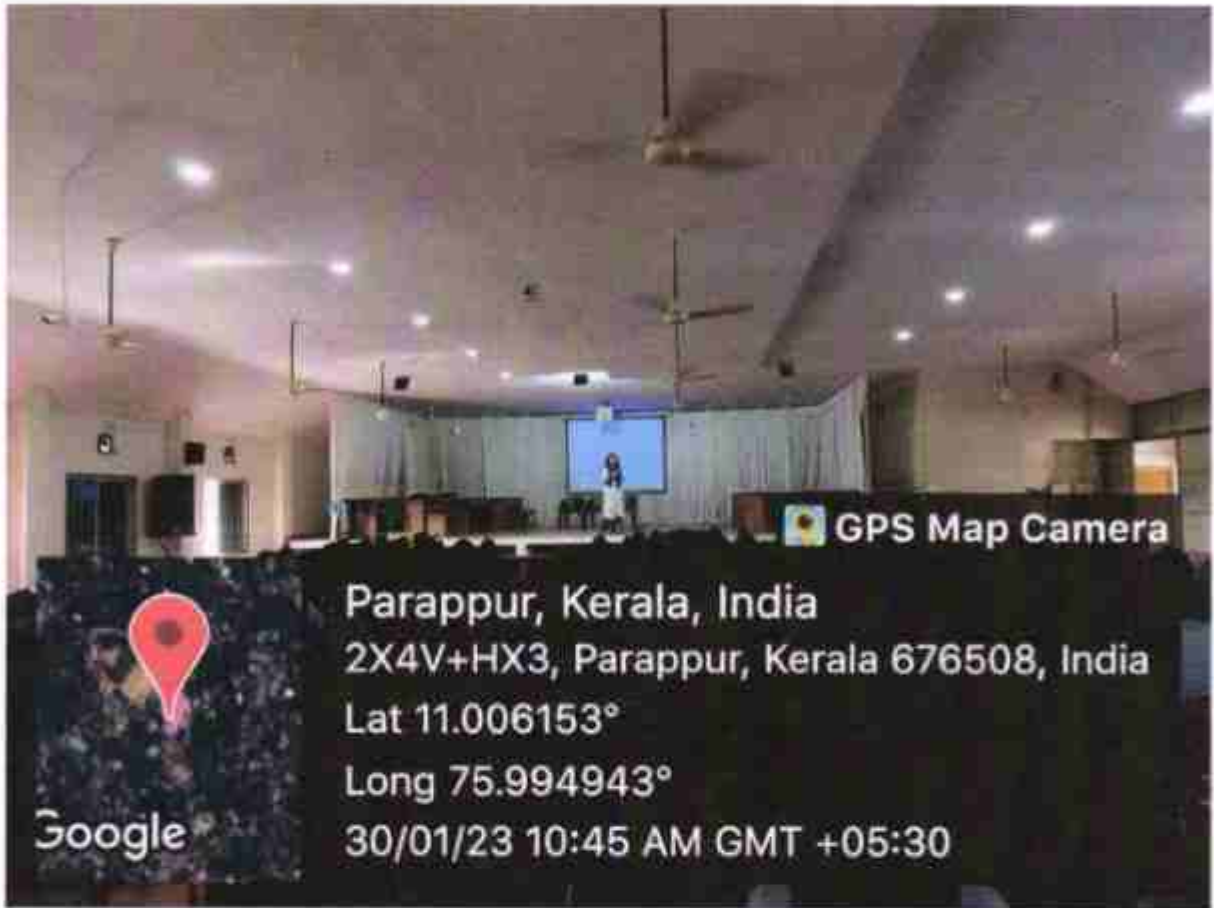 GPS Map Camera
Parappur, Kerala, India
2X4V+HX3, Parappur, Kerala 676508, India
Lat 11.006153°
Long 75.994943°
30/01/23 10:45 AM GMT +05:30
Google